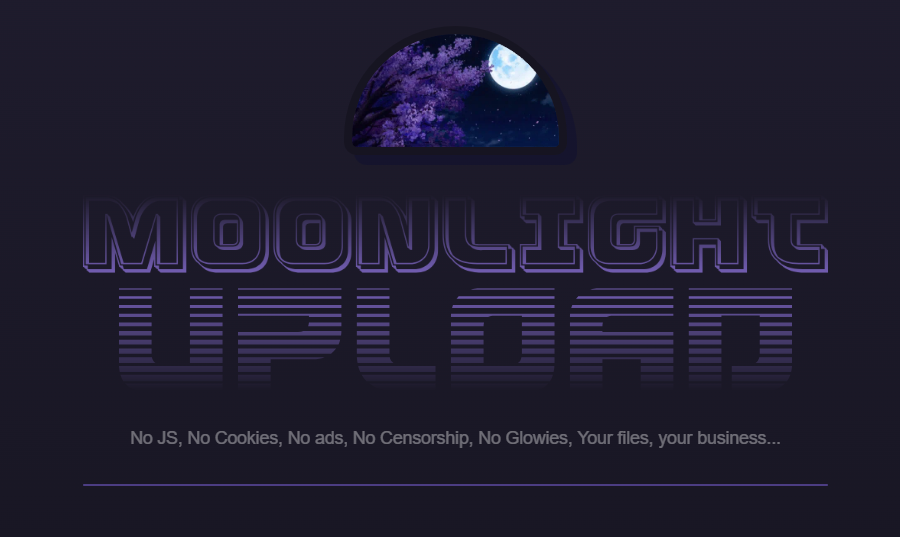 MOONLIGHT
UPLOAD
No JS, No Cookies, No ads, No Censorship, No Glowies, Your files, your business...